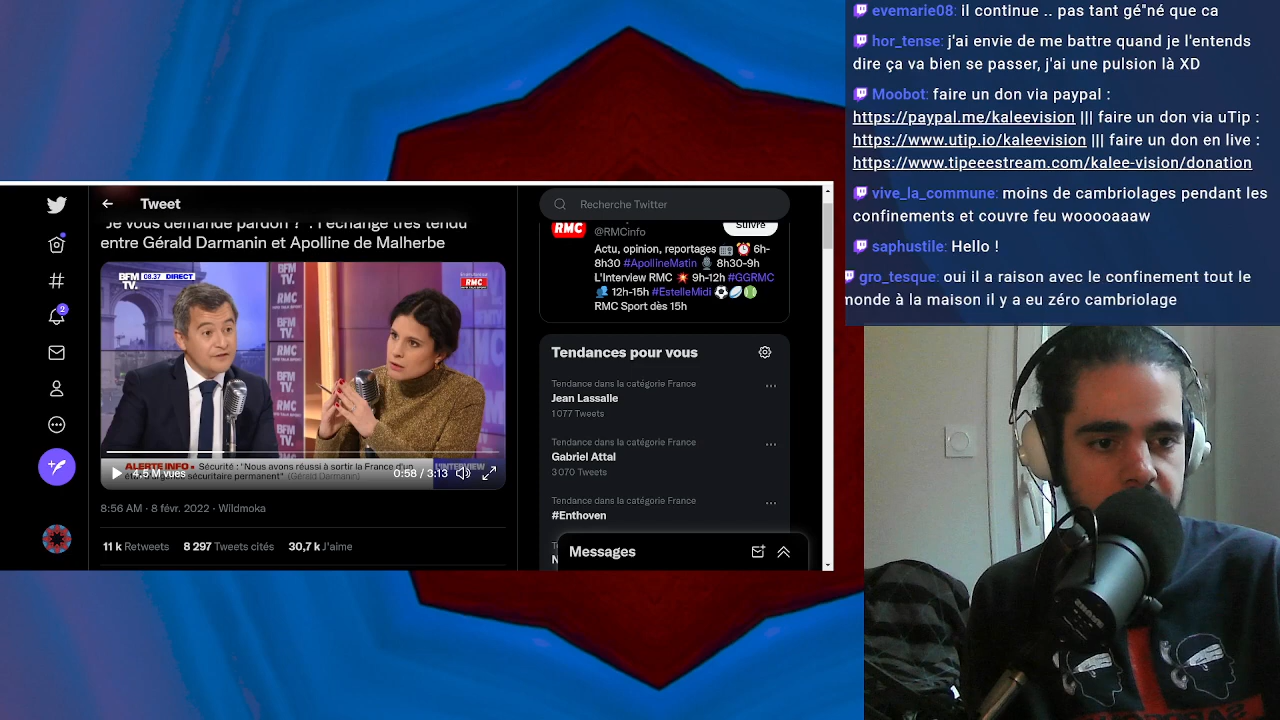 Tweet
"Je vous demande pardon ?" : l'échange très tendu
entre Gérald Darmanin et Apolline de Malherbe
BFM
TV.
08.37 DIRECT
RMC
ALERTE INFO Sécurité : "Nous avons réussi à sortir la France d'un
sécuritaire permanent" (Gérald Darmanin)
L'INTERVIEW
4,5 M vues
0:58 / 3:13
8:56 AM · 8 févr. 2022 · Wildmoka
11 k Retweets 8 297 Tweets cités 30,7 k J'aime
2
Recherche Twitter
RMC
@RMCinfo
Suivre
Actu, opinion, reportages 6h-
8h30 #ApollineMatin 8h30-9h
L'Interview RMC 9h-12h #GGRMC
12h-15h #EstelleMidi
RMC Sport dès 15h
Tendances pour vous
Tendance dans la catégorie France
Jean Lassalle
1 077 Tweets
Tendance dans la catégorie France
Gabriel Attal
3 070 Tweets
Tendance dans la catégorie France
#Enthoven
Messages
evemarie08: il continue .. pas tant gé"né que ca
hor_tense: j'ai envie de me battre quand je l'entends
dire ça va bien se passer, j'ai une pulsion là XD
Moobot: faire un don via paypal :
https://paypal.me/kaleevision ||| faire un don via uTip :
https://www.utip.io/kaleevision ||| faire un don en live :
https://www.tipeeestream.com/kalee-vision/donation
vive_la_commune: moins de cambriolages pendant les
confinements et couvre feu wooooaaaw
saphustile: Hello !
gro_tesque: oui il a raison avec le confinement tout le
monde à la maison il y a eu zéro cambriolage